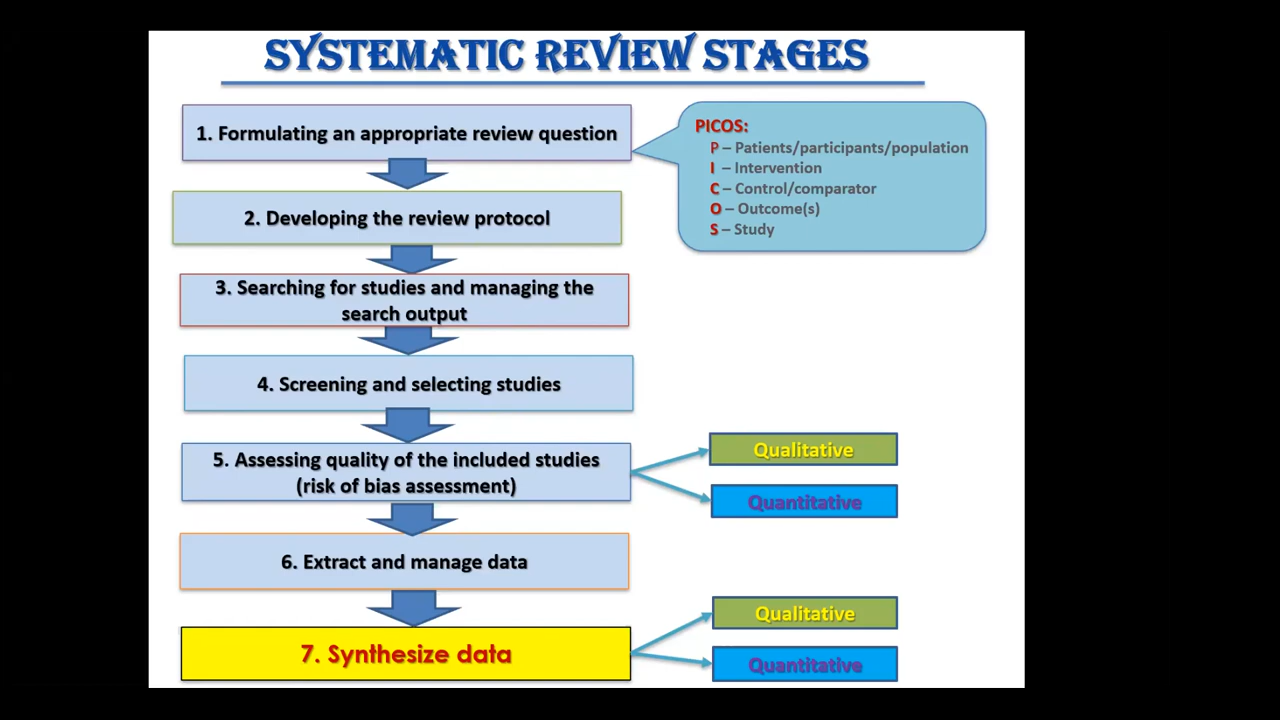 SYSTEMATIC REVIEW STAGES
1. Formulating an appropriate review question
PICOS:
P – Patients/participants/population
I – Intervention
C – Control/comparator
O – Outcome(s)
S – Study
2. Developing the review protocol
3. Searching for studies and managing the
search output
4. Screening and selecting studies
5. Assessing quality of the included studies
(risk of bias assessment)
Qualitative
Quantitative
6. Extract and manage data
7. Synthesize data
Qualitative
Quantitative